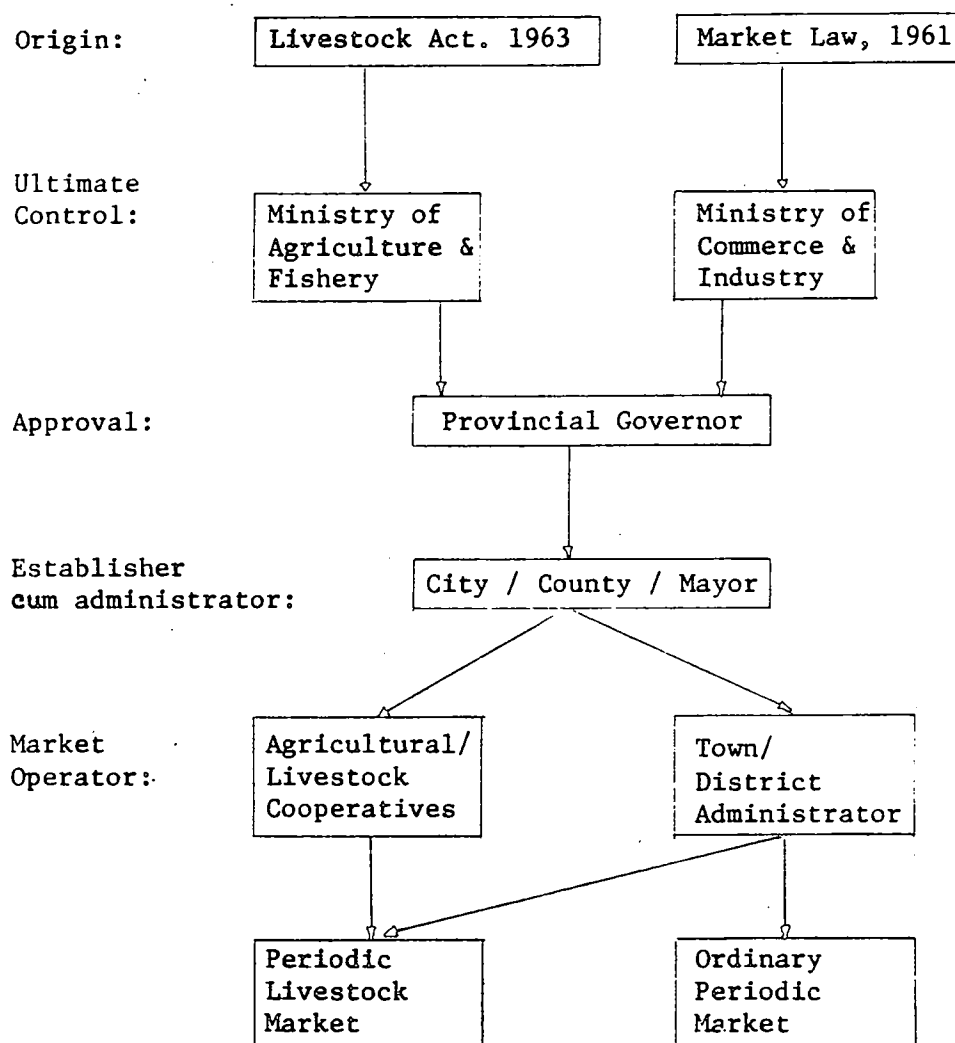 Origin:
Livestock Act. 1963
Market Law, 1961
Ultimate
Control:
Ministry of
Agriculture &
Fishery
Ministry of
Commerce &
Industry
Approval:
Provincial Governor
Establisher
cum administrator:
City / County / Mayor
Market
Operator:
Agricultural/
Livestock
Cooperatives
Town/
District
Administrator
Periodic
Livestock
Market
Ordinary
Periodic
Market